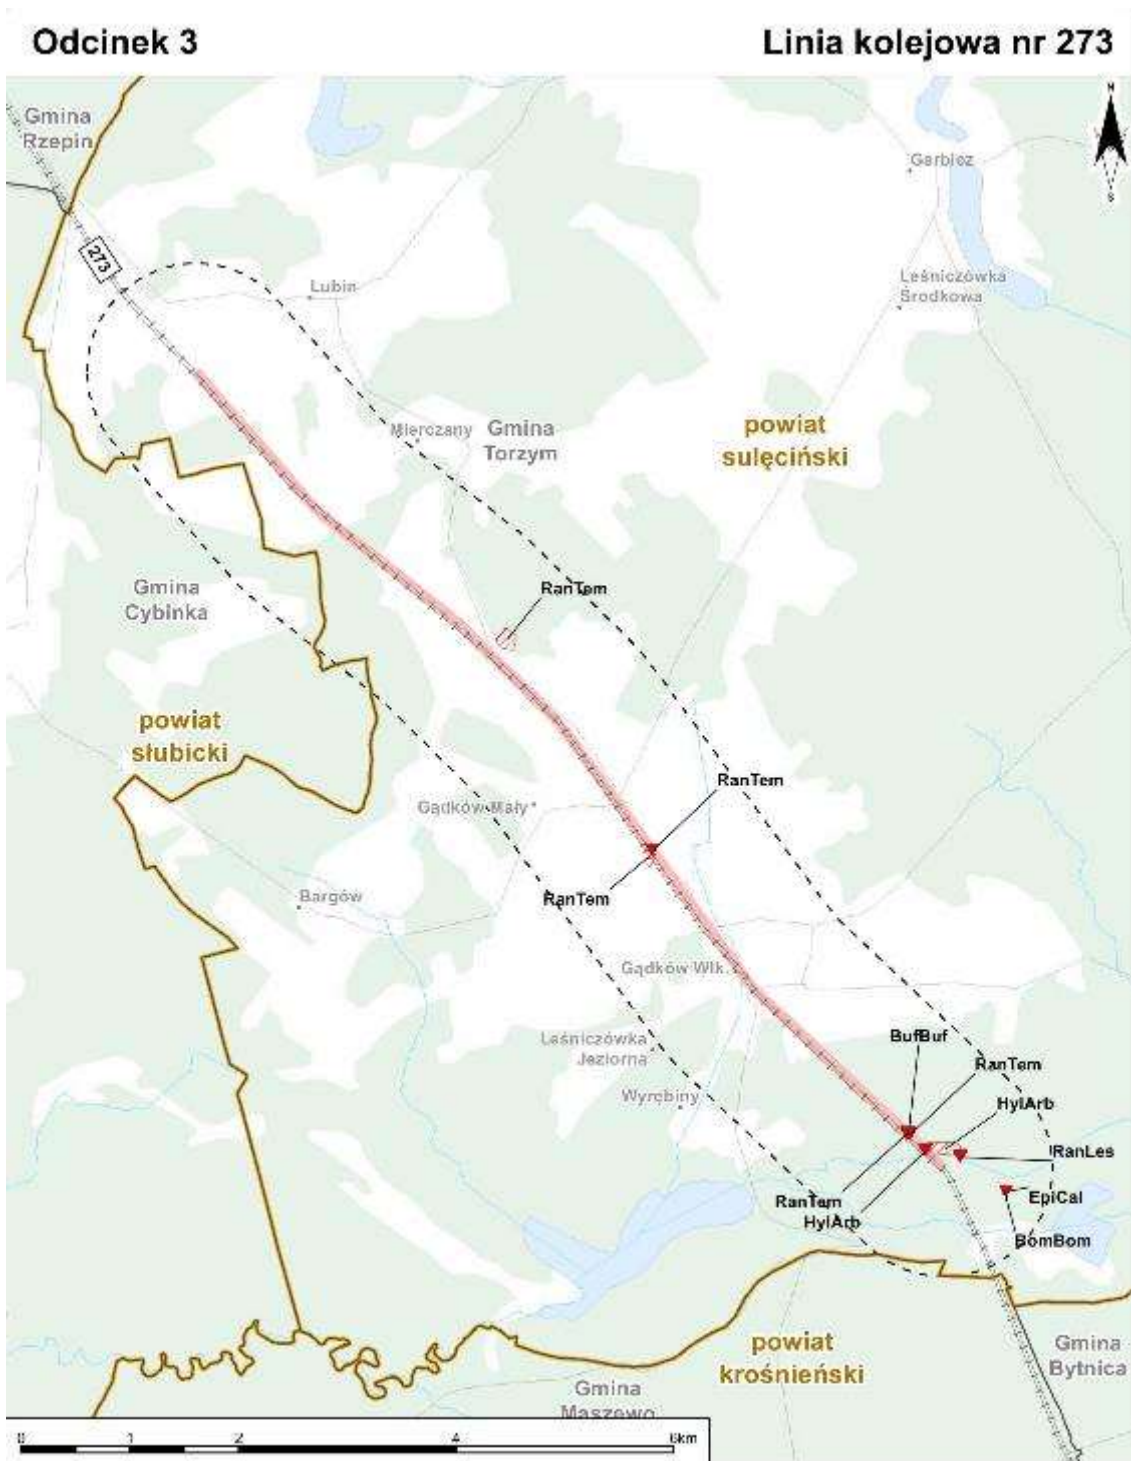 Odcinek 3
Linia kolejowa nr 273
N
S
Gmina
Rzepin
Garbicz
273
Lubin
Leśniczówka
Środkowa
Mierczany
Gmina
Torzym
powiat
sulęciński
Gmina
Cybinka
RanTem
powiat
słubicki
RanTem
Gądków Mały
RanTem
Bargów
Gądków Wlk.
Leśniczówka
Jeziorna
BufBuf
RanTem
Wyrębiny
HylArb
RanLes
RanTem
HylArb
EpiCal
BomBom
powiat
krośnieński
Gmina
Bytnica
Gmina
Maszewo
0 1 2 4 6km